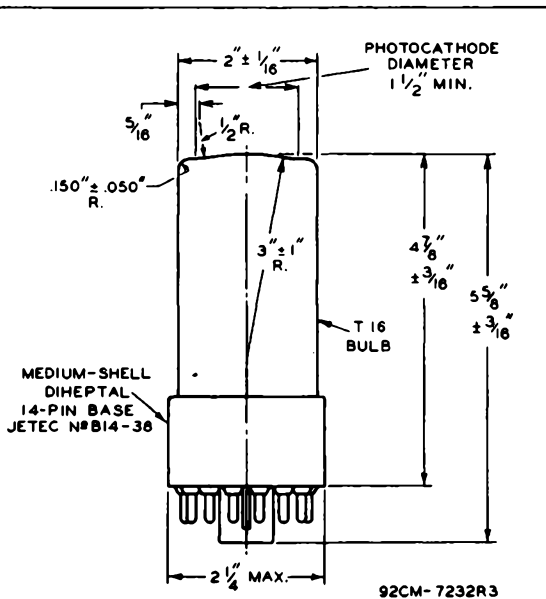 2" ± 1/16"
PHOTOCATHODE
DIAMETER
1 1/2" MIN.
5/16"
1/2" R.
.150" ± .050"
R.
3" ± 1"
R.
4 7/8"
± 3/16"
5 5/8"
± 3/16"
T 16
BULB
MEDIUM-SHELL
DIHEPTAL
14-PIN BASE
JETEC Nº B14-38
2 1/4" MAX.
92CM-7232R3